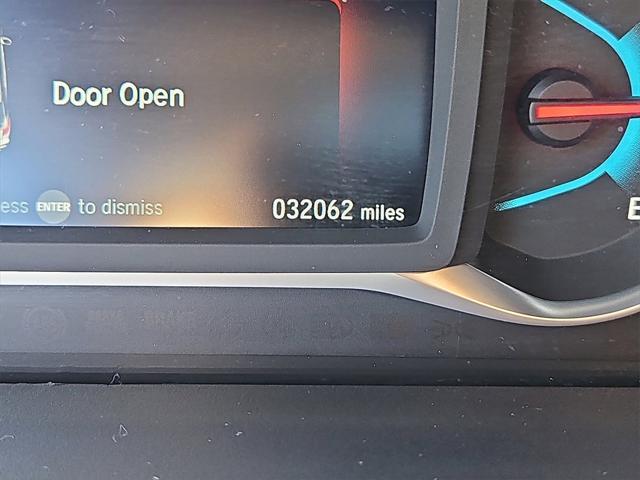 Door Open
ess ENTER to dismiss
032062 miles
E